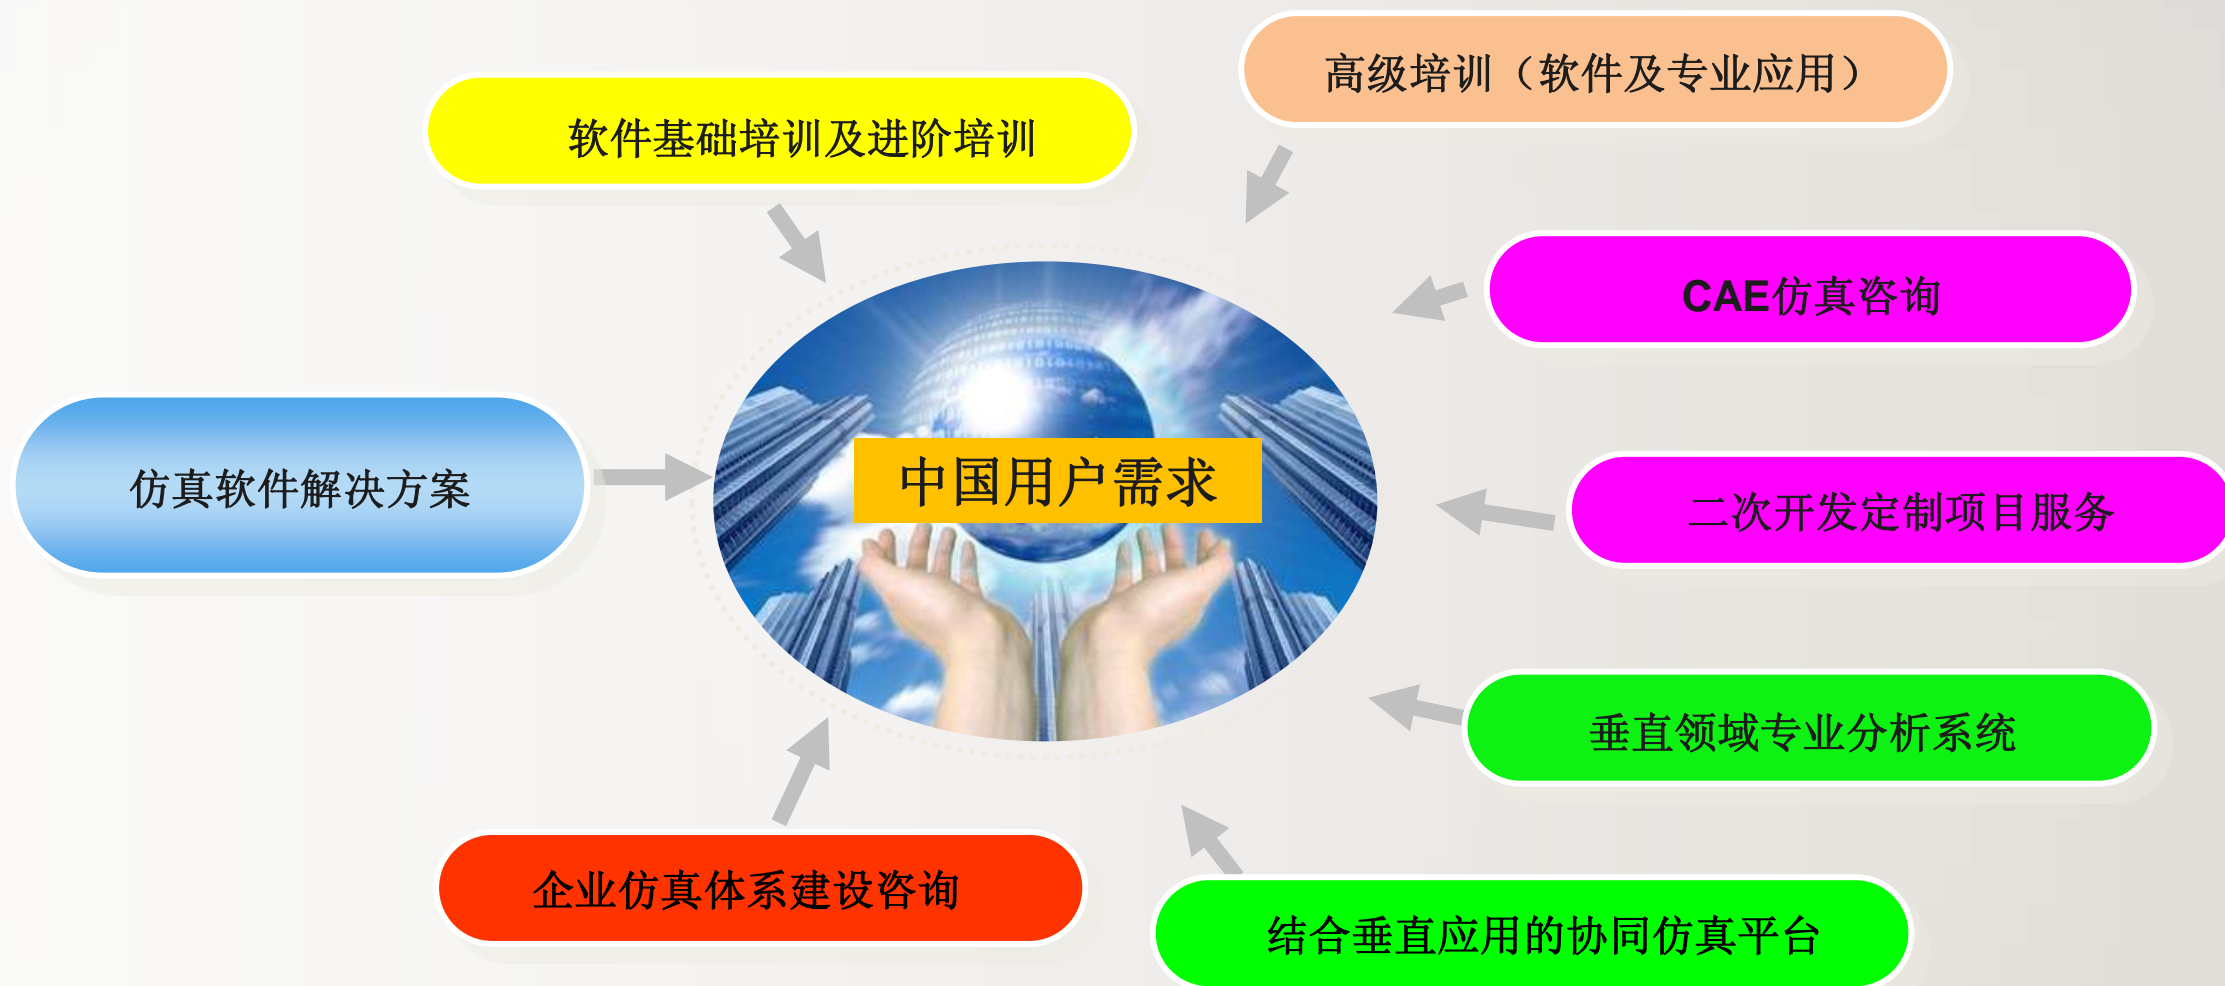 高级培训（软件及专业应用）
软件基础培训及进阶培训
CAE仿真咨询
仿真软件解决方案
中国用户需求
二次开发定制项目服务
垂直领域专业分析系统
企业仿真体系建设咨询
结合垂直应用的协同仿真平台